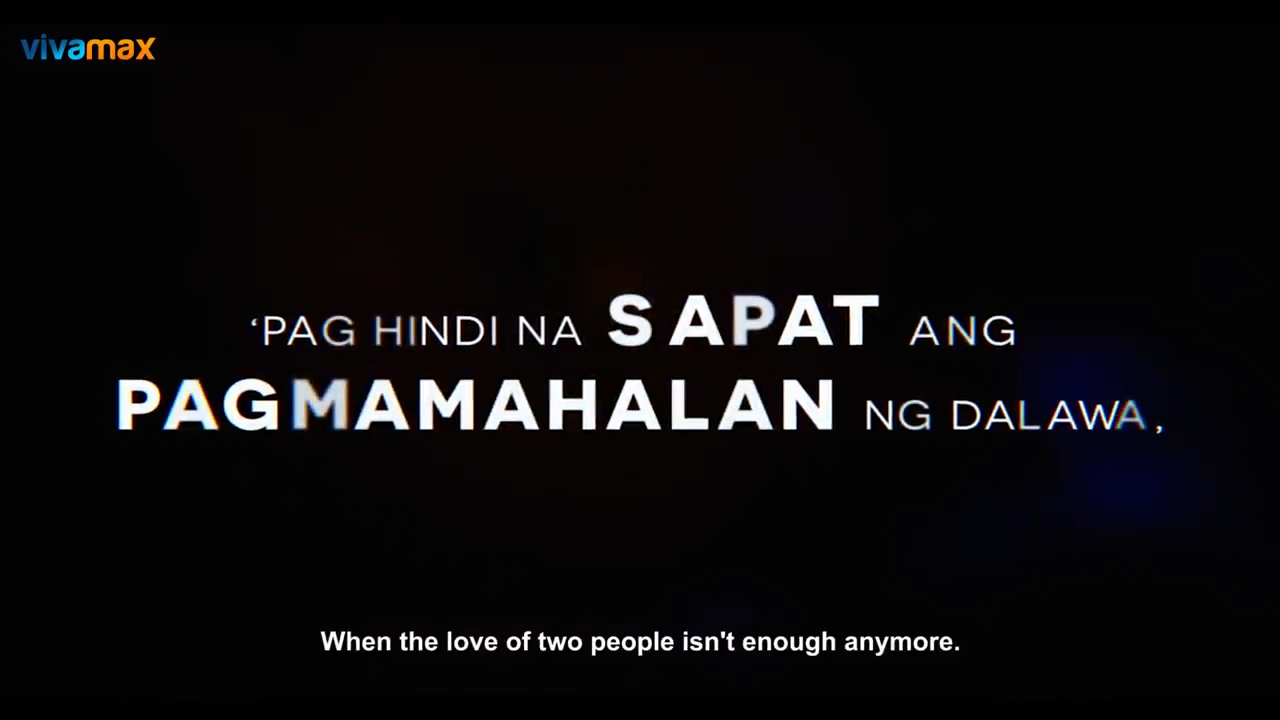 vivamax
‘PAG HINDI NA SAPAT ANG
PAGMAMAHALAN NG DALAWA,
When the love of two people isn't enough anymore.